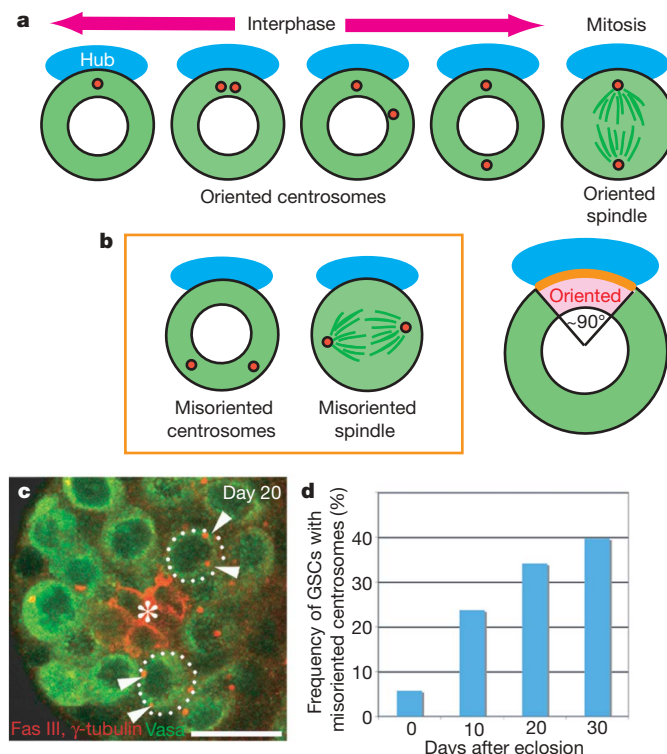 a
Interphase
Mitosis
Hub
Oriented centrosomes
Oriented
spindle
b
Oriented
~90°
Misoriented
centrosomes
Misoriented
spindle
c
Day 20
*
Fas III, γ-tubulin Vasa
d
Frequency of GSCs with
misoriented centrosomes (%)
40
30
20
10
0
0 10 20 30
Days after eclosion